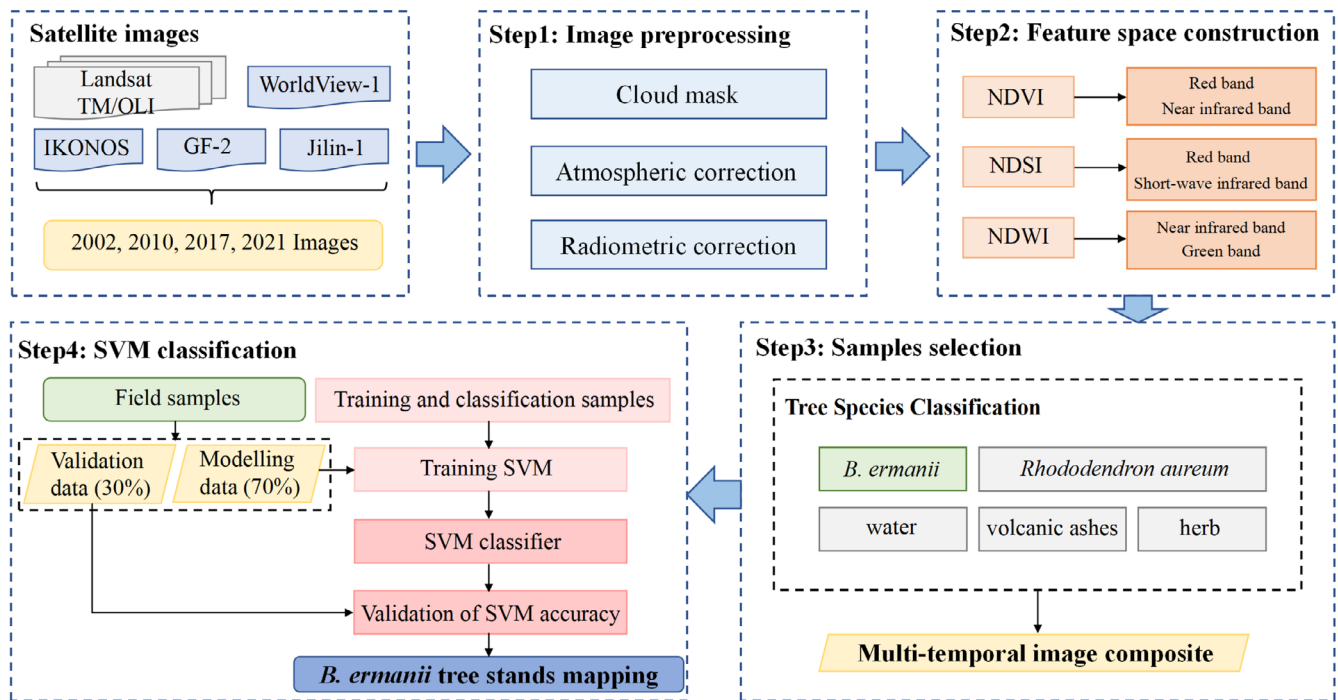 Satellite images
Landsat
TM/OLI
WorldView-1
IKONOS
GF-2
Jilin-1
2002, 2010, 2017, 2021 Images
Step1: Image preprocessing
Cloud mask
Atmospheric correction
Radiometric correction
Step2: Feature space construction
NDVI
Red band
Near infrared band
NDSI
Red band
Short-wave infrared band
NDWI
Near infrared band
Green band
Step3: Samples selection
Tree Species Classification
B. ermanii
Rhododendron aureum
water
volcanic ashes
herb
Multi-temporal image composite
Step4: SVM classification
Field samples
Training and classification samples
Validation
data (30%)
Modelling
data (70%)
Training SVM
SVM classifier
Validation of SVM accuracy
B. ermanii tree stands mapping